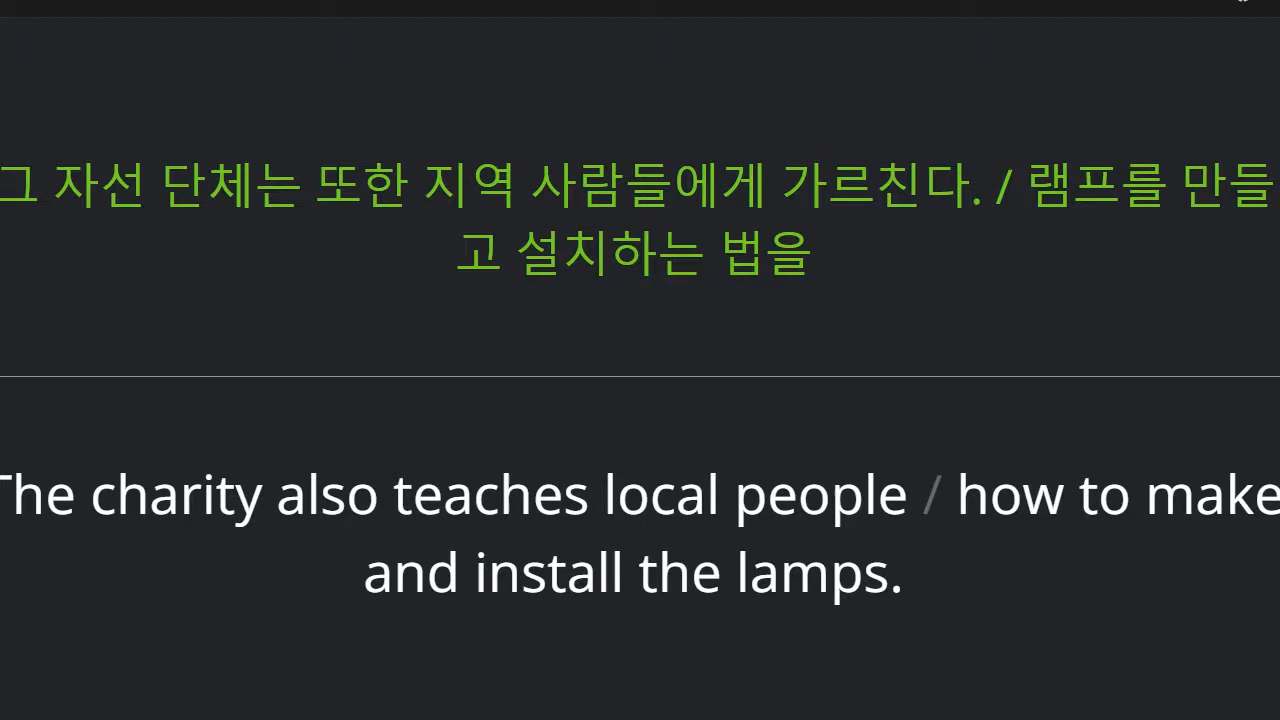 그 자선 단체는 또한 지역 사람들에게 가르친다. / 램프를 만들
고 설치하는 법을
The charity also teaches local people / how to make
and install the lamps.